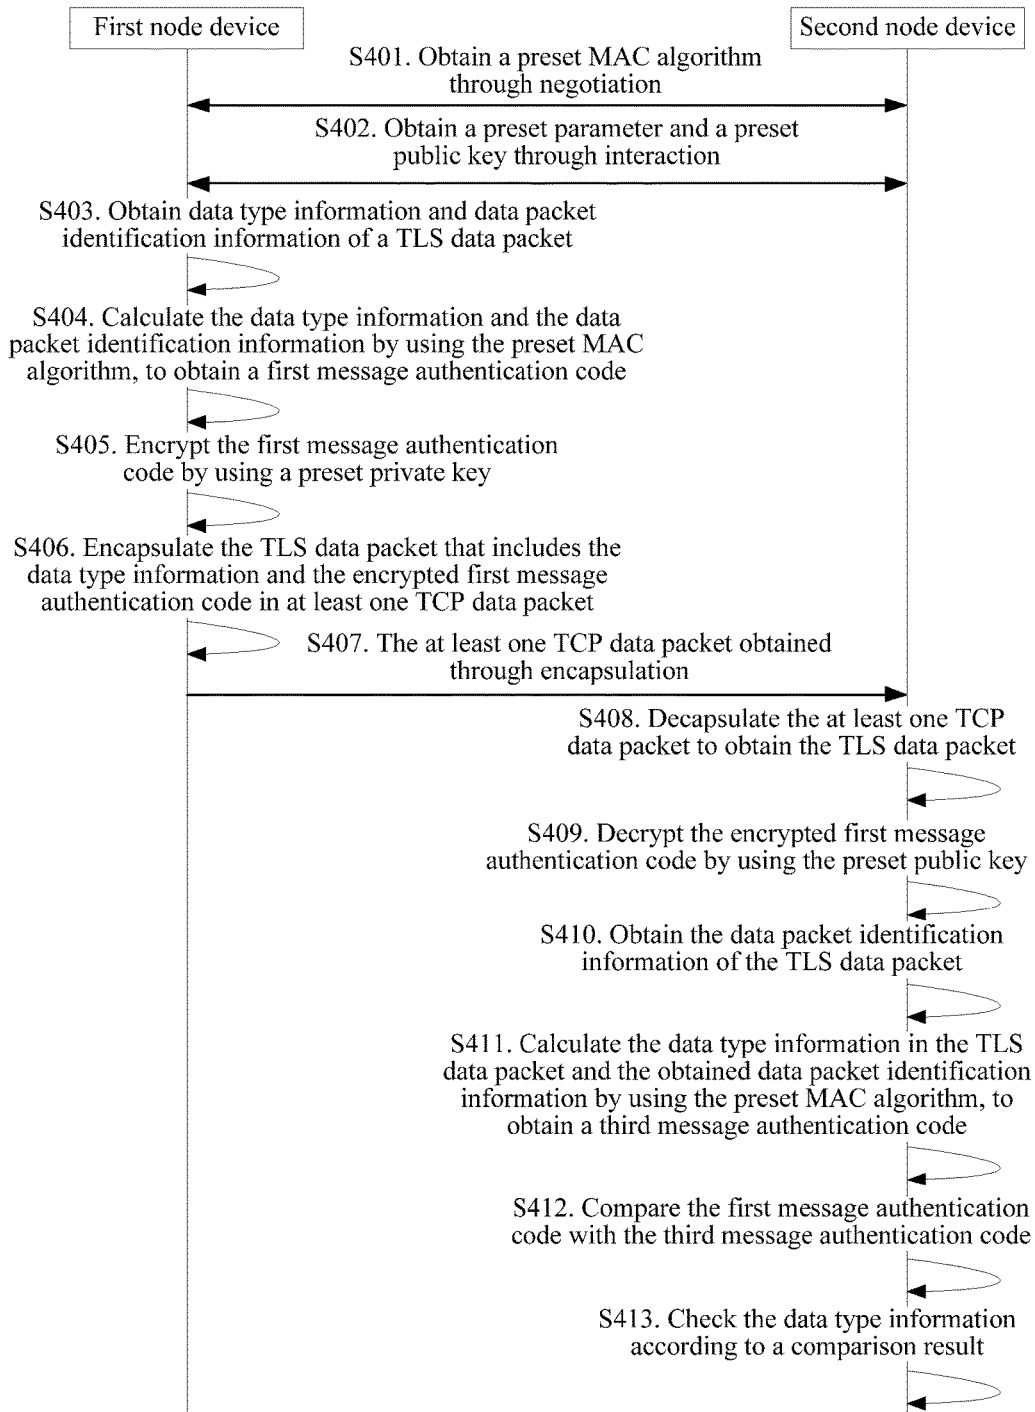 First node device
Second node device
S401. Obtain a preset MAC algorithm
through negotiation
S402. Obtain a preset parameter and a preset
public key through interaction
S403. Obtain data type information and data packet
identification information of a TLS data packet
S404. Calculate the data type information and the data
packet identification information by using the preset MAC
algorithm, to obtain a first message authentication code
S405. Encrypt the first message authentication
code by using a preset private key
S406. Encapsulate the TLS data packet that includes the
data type information and the encrypted first message
authentication code in at least one TCP data packet
S407. The at least one TCP data packet obtained
through encapsulation
S408. Decapsulate the at least one TCP
data packet to obtain the TLS data packet
S409. Decrypt the encrypted first message
authentication code by using the preset public key
S410. Obtain the data packet identification
information of the TLS data packet
S411. Calculate the data type information in the TLS
data packet and the obtained data packet identification
information by using the preset MAC algorithm, to
obtain a third message authentication code
S412. Compare the first message authentication
code with the third message authentication code
S413. Check the data type information
according to a comparison result